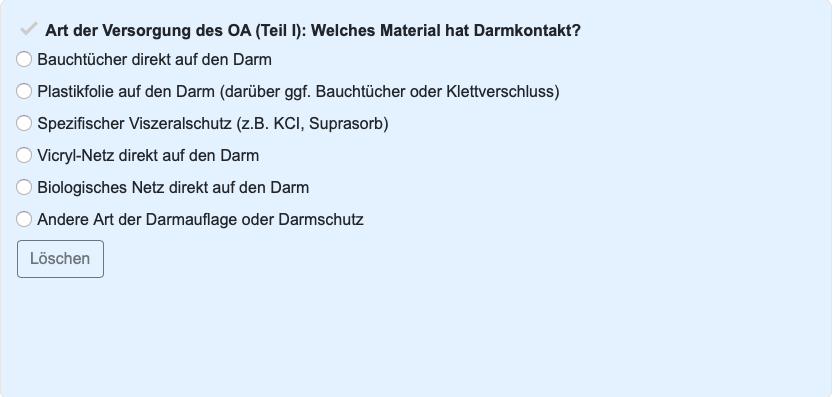 Art der Versorgung des OA (Teil I): Welches Material hat Darmkontakt?
Bauchtücher direkt auf den Darm
Plastikfolie auf den Darm (darüber ggf. Bauchtücher oder Klettverschluss)
Spezifischer Viszeralschutz (z.B. KCI, Suprasorb)
Vicryl-Netz direkt auf den Darm
Biologisches Netz direkt auf den Darm
Andere Art der Darmauflage oder Darmschutz
Löschen